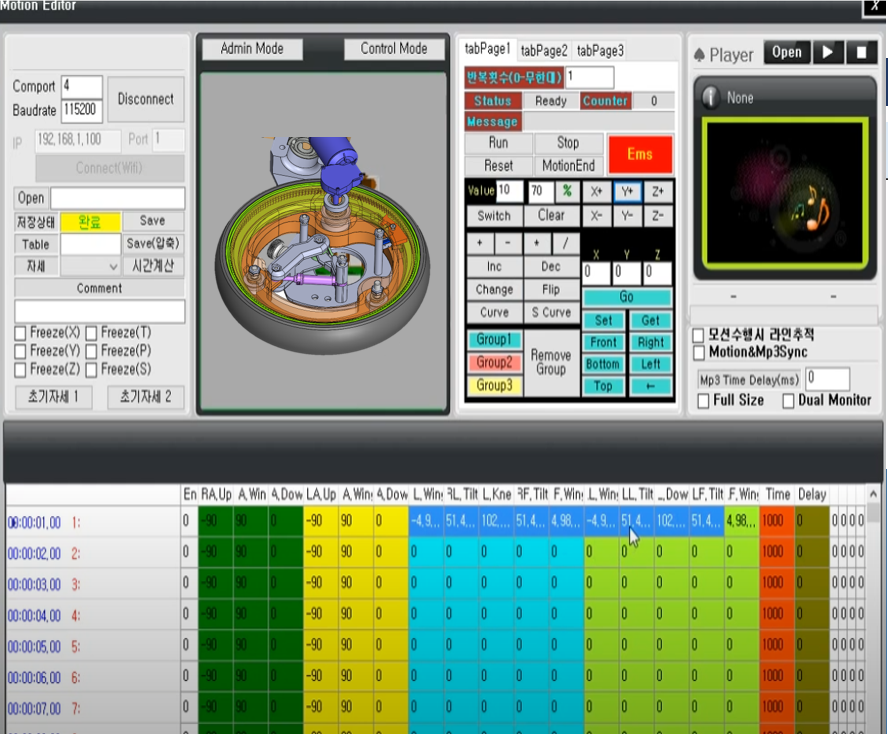 Motion Editor X
Admin Mode Control Mode
Comport 4
Baudrate 115200 Disconnect
IP 192,168,1,100 Port 1
Connect(Wifi)
Open
저장상태 완료 Save
Table Save(압축)
자세 시간계산
Comment
Freeze(X) Freeze(T)
Freeze(Y) Freeze(P)
Freeze(Z) Freeze(S)
초기자세 1 초기자세 2
tabPage1 tabPage2 tabPage3
반복횟수(0-무한대) 1
Status Ready Counter 0
Message
Run Stop Ems
Reset MotionEnd
Value 10 70 % X+ Y+ Z+
Switch Clear X- Y- Z-
+ - * /
X Y Z
Inc Dec 0 0 0
Change Flip Go
Curve S Curve Set Get
Group1 Remove Group Front Right
Group2 Bottom Left
Group3 Top ←
Player Open
None
- -
모션수행시 라인추적
Motion&Mp3Sync
Mp3 Time Delay(ms) 0
Full Size Dual Monitor
En RA,Up A,Win A,Dow LA,Up A,Win A,Dow L,Win RL,Tilt L,Kne RF,Tilt F,Win L,Win LL,Tilt _,Dow LF,Tilt F,Win Time Delay
00:00:01,00 1: 0 -90 90 0 -90 90 0 -4,9... 51,4... 102,... 51,4... 4,98... -4,9... 51,4... 102,... 51,4... 4,98... 1000 0 0 0 0 0
00:00:02,00 2: 0 -90 90 0 -90 90 0 0 0 0 0 0 0 0 0 0 0 1000 0 0 0 0 0
00:00:03,00 3: 0 -90 90 0 -90 90 0 0 0 0 0 0 0 0 0 0 0 1000 0 0 0 0 0
00:00:04,00 4: 0 -90 90 0 -90 90 0 0 0 0 0 0 0 0 0 0 0 1000 0 0 0 0 0
00:00:05,00 5: 0 -90 90 0 -90 90 0 0 0 0 0 0 0 0 0 0 0 1000 0 0 0 0 0
00:00:06,00 6: 0 -90 90 0 -90 90 0 0 0 0 0 0 0 0 0 0 0 1000 0 0 0 0 0
00:00:07,00 7: 0 -90 90 0 -90 90 0 0 0 0 0 0 0 0 0 0 0 1000 0 0 0 0 0